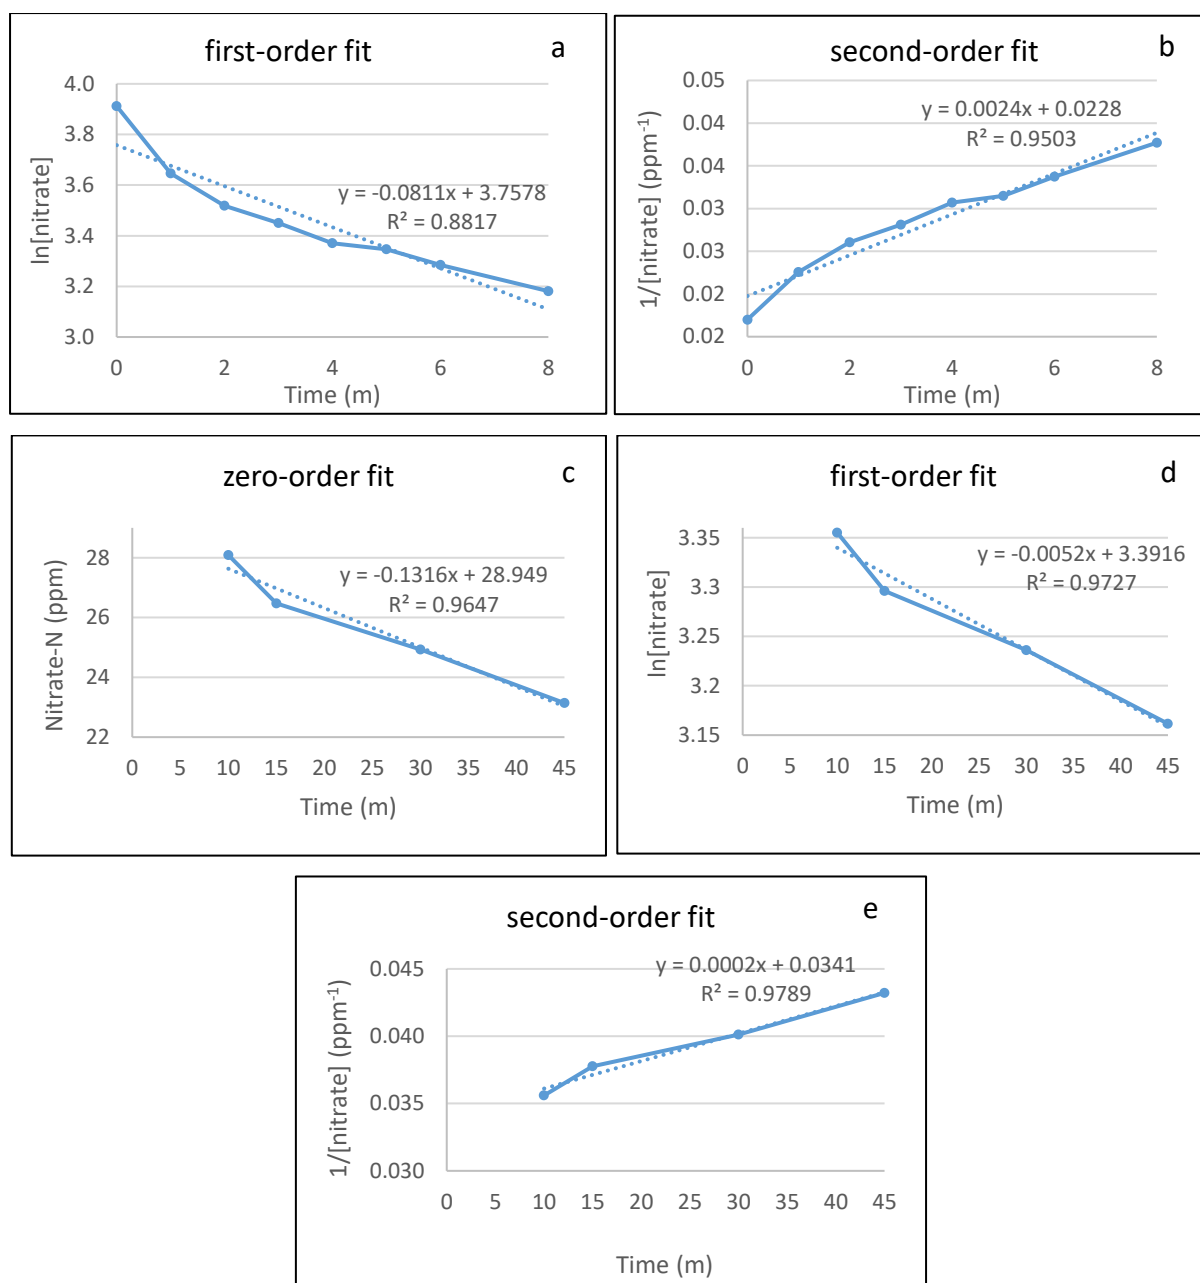 first-order fit a
4.0
3.8
3.6
3.4
3.2
3.0
ln[nitrate]
y = -0.0811x + 3.7578
R² = 0.8817
0 2 4 6 8
Time (m)
second-order fit b
0.05
0.04
0.04
0.03
0.03
0.02
0.02
1/[nitrate] (ppm⁻¹)
y = 0.0024x + 0.0228
R² = 0.9503
0 2 4 6 8
Time (m)
zero-order fit c
28
26
24
22
Nitrate-N (ppm)
y = -0.1316x + 28.949
R² = 0.9647
0 5 10 15 20 25 30 35 40 45
Time (m)
first-order fit d
3.35
3.3
3.25
3.2
3.15
ln[nitrate]
y = -0.0052x + 3.3916
R² = 0.9727
0 5 10 15 20 25 30 35 40 45
Time (m)
second-order fit e
0.045
0.040
0.035
0.030
1/[nitrate] (ppm⁻¹)
y = 0.0002x + 0.0341
R² = 0.9789
0 5 10 15 20 25 30 35 40 45
Time (m)